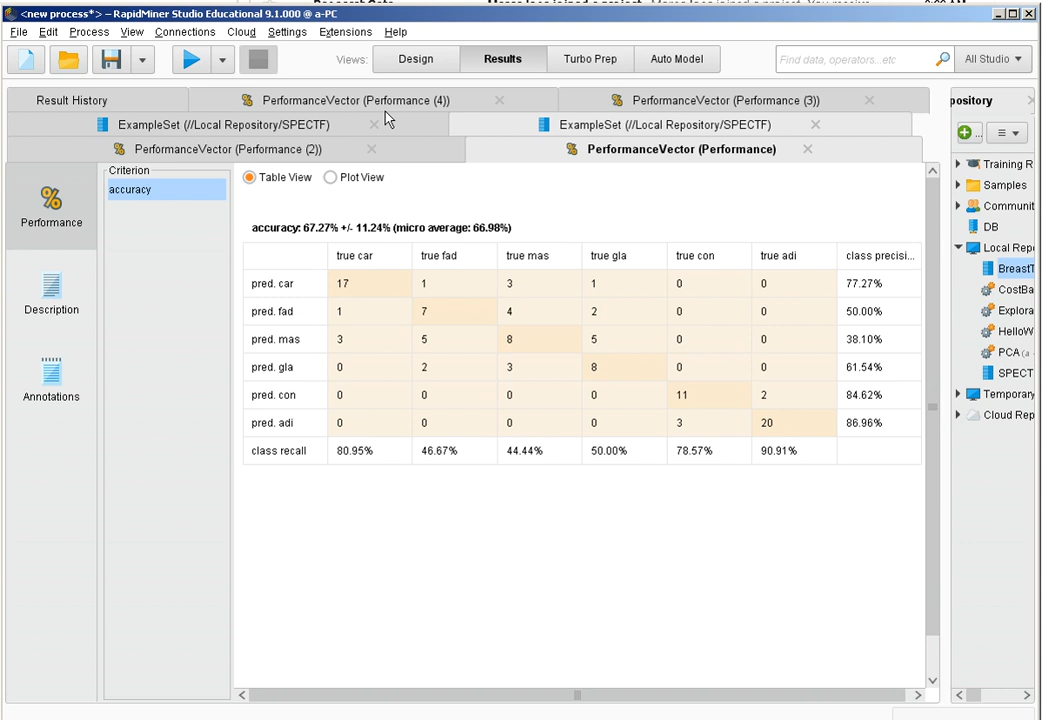 <new process*> – RapidMiner Studio Educational 9.1.000 @ a-PC
File Edit Process View Connections Cloud Settings Extensions Help
Views: Design Results Turbo Prep Auto Model Find data, operators...etc All Studio
Result History PerformanceVector (Performance (4)) PerformanceVector (Performance (3)) pository
ExampleSet (//Local Repository/SPECTF) ExampleSet (//Local Repository/SPECTF)
PerformanceVector (Performance (2)) PerformanceVector (Performance)
Performance
Description
Annotations
Criterion
accuracy
Table View Plot View
accuracy: 67.27% +/- 11.24% (micro average: 66.98%)
true car true fad true mas true gla true con true adi class precisi...
pred. car 17 1 3 1 0 0 77.27%
pred. fad 1 7 4 2 0 0 50.00%
pred. mas 3 5 8 5 0 0 38.10%
pred. gla 0 2 3 8 0 0 61.54%
pred. con 0 0 0 0 11 2 84.62%
pred. adi 0 0 0 0 3 20 86.96%
class recall 80.95% 46.67% 44.44% 50.00% 78.57% 90.91%
...
Training R
Samples
Communit
DB
Local Rep
BreastT
CostBa
Explora
HelloW
PCA (a
SPECT
Temporary
Cloud Rep